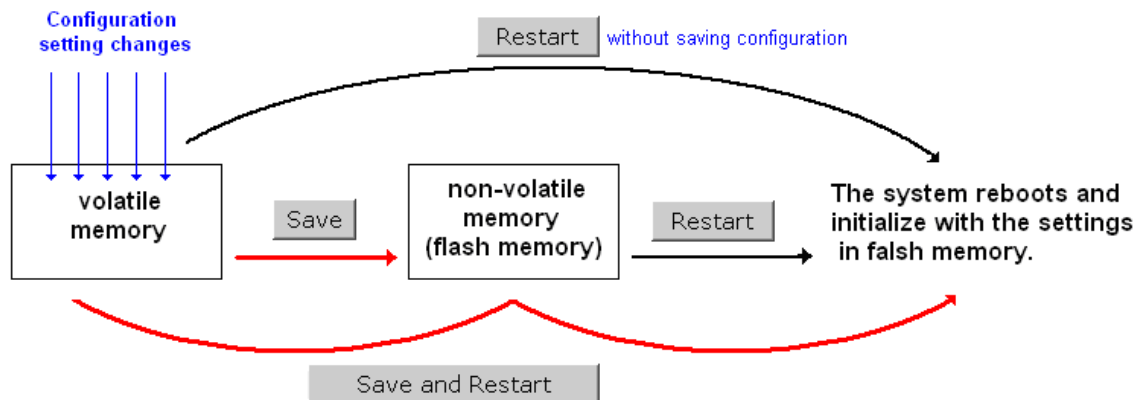 Configuration
setting changes
Restart
without saving configuration
volatile
memory
Save
non-volatile
memory
(flash memory)
Restart
The system reboots and
initialize with the settings
in falsh memory.
Save and Restart